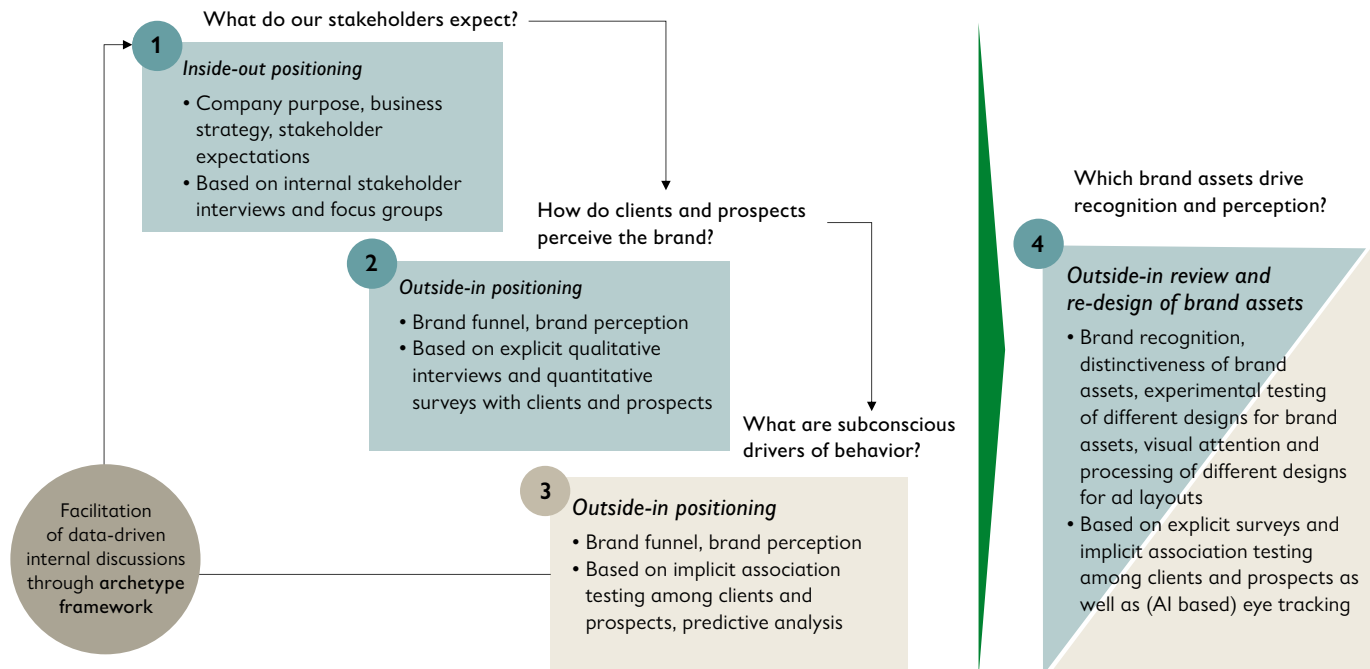 What do our stakeholders expect?
1
Inside-out positioning
• Company purpose, business
strategy, stakeholder
expectations
• Based on internal stakeholder
interviews and focus groups
How do clients and prospects
perceive the brand?
2
Outside-in positioning
• Brand funnel, brand perception
• Based on explicit qualitative
interviews and quantitative
surveys with clients and prospects
What are subconscious
drivers of behavior?
3
Outside-in positioning
• Brand funnel, brand perception
• Based on implicit association
testing among clients and
prospects, predictive analysis
Facilitation
of data-driven
internal discussions
through archetype
framework
Which brand assets drive
recognition and perception?
4
Outside-in review and
re-design of brand assets
• Brand recognition,
distinctiveness of brand
assets, experimental testing
of different designs for brand
assets, visual attention and
processing of different designs
for ad layouts
• Based on explicit surveys and
implicit association testing
among clients and prospects as
well as (AI based) eye tracking